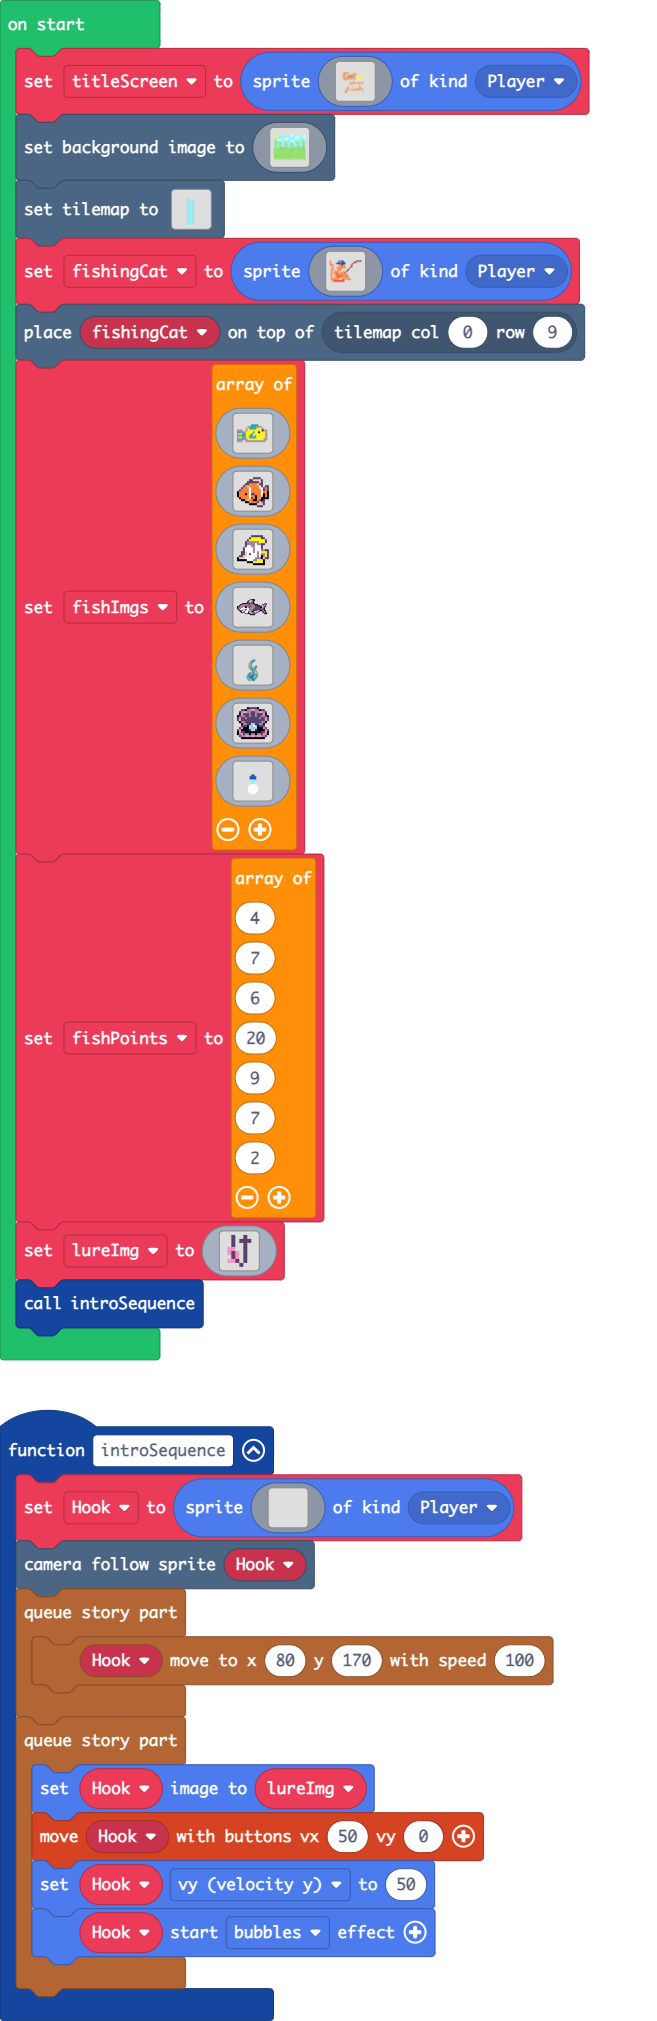 on start
set titleScreen to sprite of kind Player
set background image to
set tilemap to
set fishingCat to sprite of kind Player
place fishingCat on top of tilemap col 0 row 9
array of
set fishImgs to
array of
4
7
6
set fishPoints to 20
9
7
2
set lureImg to
call introSequence
function introSequence
set Hook to sprite of kind Player
camera follow sprite Hook
queue story part
Hook move to x 80 y 170 with speed 100
queue story part
set Hook image to lureImg
move Hook with buttons vx 50 vy 0
set Hook vy (velocity y) to 50
Hook start bubbles effect